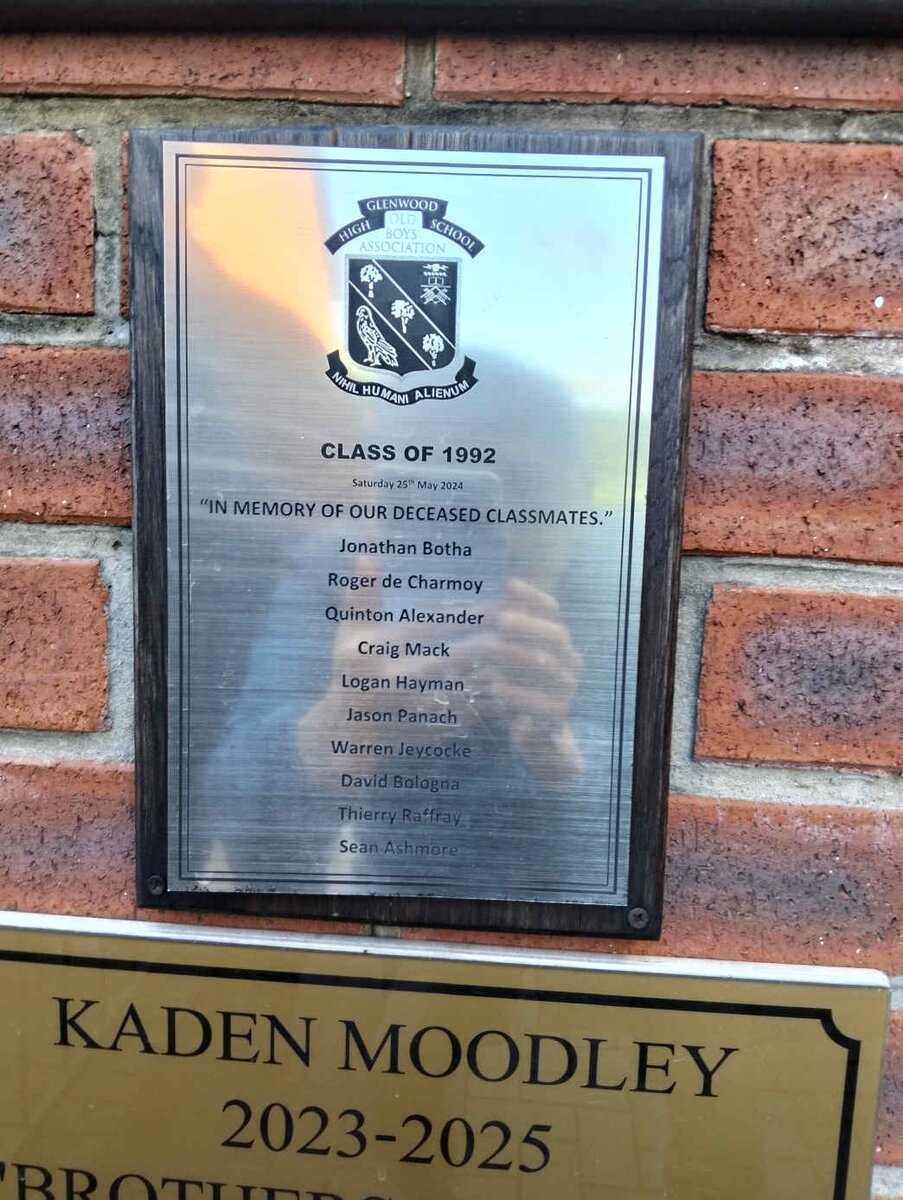 GLENWOOD
HIGH SCHOOL
OLD
BOYS'
ASSOCIATION
NIHIL HUMANI ALIENUM
CLASS OF 1992
Saturday 25th May 2024
“IN MEMORY OF OUR DECEASED CLASSMATES.”
Jonathan Botha
Roger de Charmoy
Quinton Alexander
Craig Mack
Logan Hayman
Jason Panach
Warren Jeycocke
David Bologna
Thierry Raffray
Sean Ashmore
KADEN MOODLEY
2023-2025